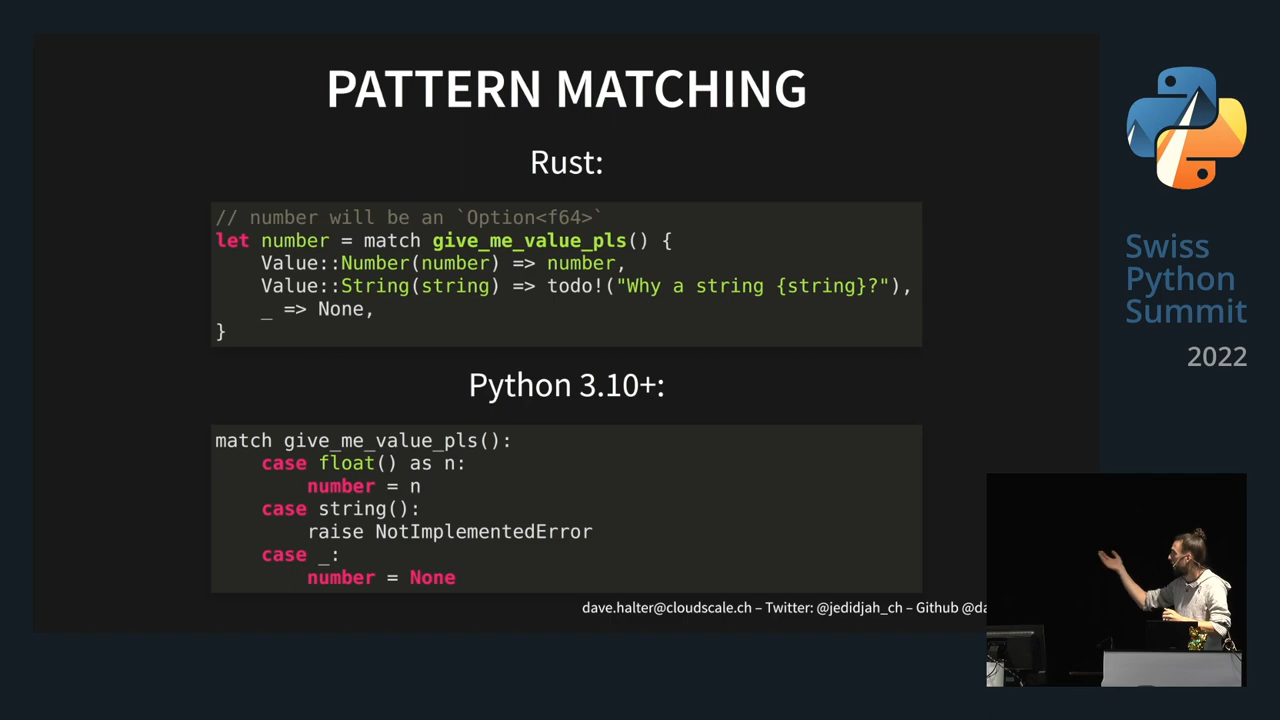 PATTERN MATCHING
Rust:
// number will be an `Option<f64>`
let number = match give_me_value_pls() {
    Value::Number(number) => number,
    Value::String(string) => todo!("Why a string {string}?"),
    _ => None,
}
Python 3.10+:
match give_me_value_pls():
    case float() as n:
        number = n
    case string():
        raise NotImplementedError
    case _:
        number = None
dave.halter@cloudscale.ch – Twitter: @jedidjah_ch – Github @da
Swiss
Python
Summit
2022